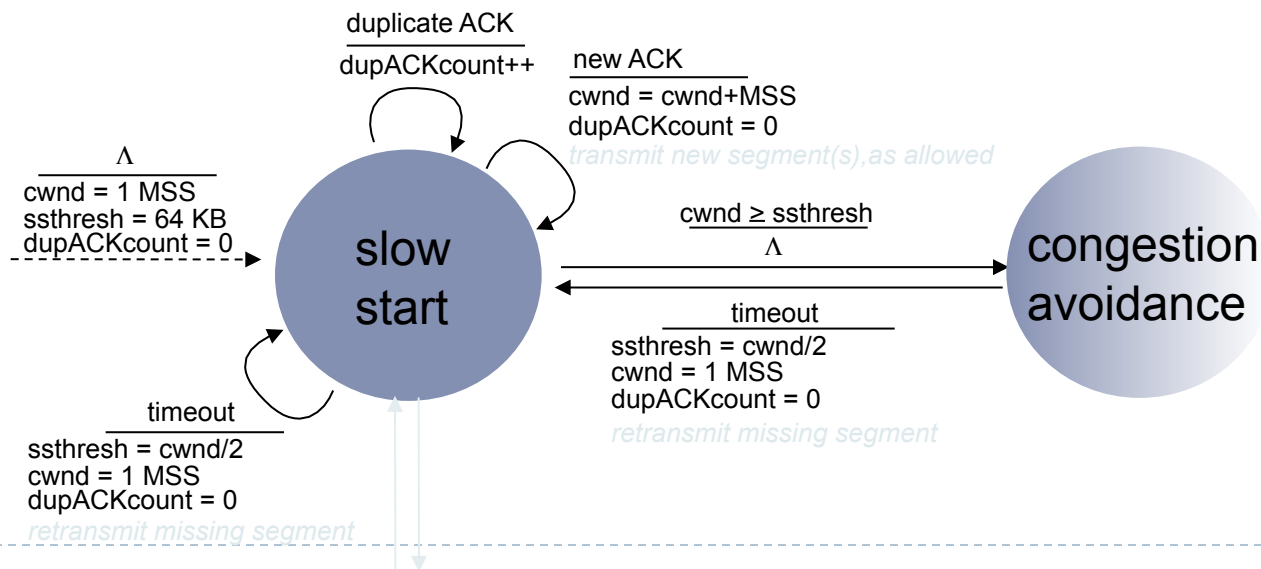 duplicate ACK
dupACKcount++
new ACK
cwnd = cwnd+MSS
dupACKcount = 0
transmit new segment(s),as allowed
Λ
cwnd = 1 MSS
ssthresh = 64 KB
dupACKcount = 0
slow
start
cwnd ≥ ssthresh
Λ
congestion
avoidance
timeout
ssthresh = cwnd/2
cwnd = 1 MSS
dupACKcount = 0
retransmit missing segment
timeout
ssthresh = cwnd/2
cwnd = 1 MSS
dupACKcount = 0
retransmit missing segment